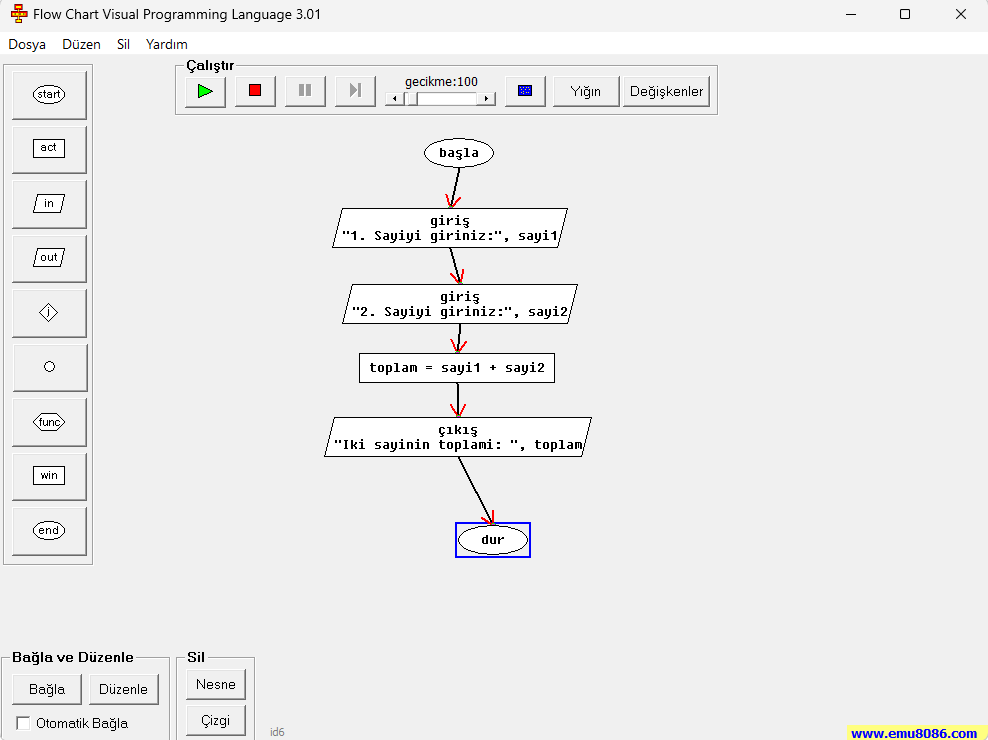 Flow Chart Visual Programming Language 3.01
Dosya Düzen Sil Yardım
Çalıştır
gecikme:100
Yığın
Değişkenler
start
act
in
out
j
func
win
end
başla
giriş
"1. Sayiyi giriniz:", sayi1
giriş
"2. Sayiyi giriniz:", sayi2
toplam = sayi1 + sayi2
çıkış
"Iki sayinin toplami: ", toplam
dur
Bağla ve Düzenle
Bağla
Düzenle
Otomatik Bağla
Sil
Nesne
Çizgi
id6
www.emu8086.com